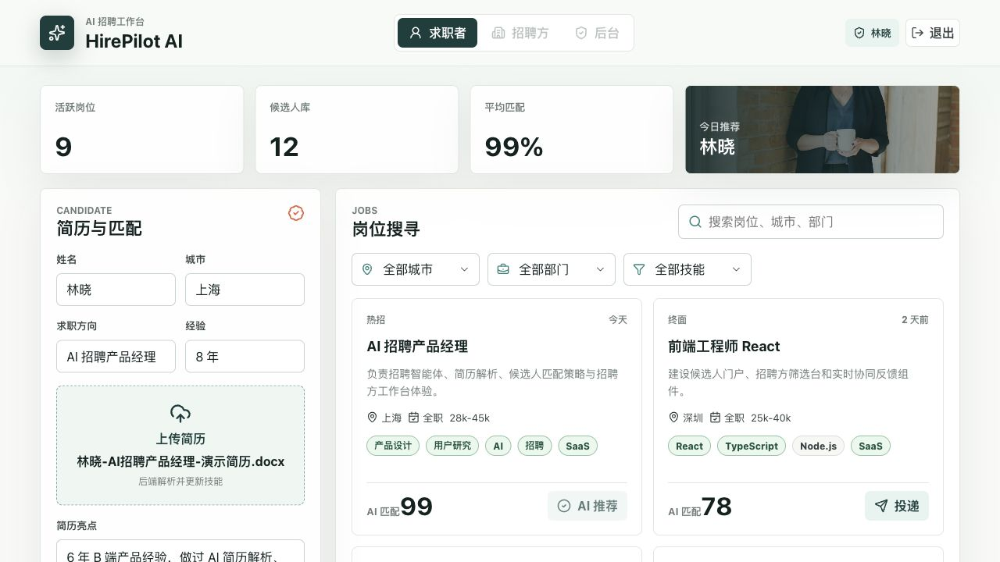 AI 招聘工作台
HirePilot AI
求职者
招聘方
后台
林晓
退出
活跃岗位
9
候选人库
12
平均匹配
99%
今日推荐
林晓
CANDIDATE
简历与匹配
姓名
城市
林晓
上海
求职方向
经验
AI 招聘产品经理
8 年
上传简历
林晓-AI招聘产品经理-演示简历.docx
后端解析并更新技能
简历亮点
6 年 B 端产品经验，做过 AI 简历解析、
JOBS
岗位搜寻
搜索岗位、城市、部门
全部城市
全部部门
全部技能
热招
今天
AI 招聘产品经理
负责招聘智能体、简历解析、候选人匹配策略与招聘
方工作台体验。
上海 全职 28k-45k
产品设计 用户研究 AI 招聘 SaaS
AI 匹配99
AI 推荐
终面
2 天前
前端工程师 React
建设候选人门户、招聘方筛选台和实时协同反馈组
件。
深圳 全职 25k-40k
React TypeScript Node.js SaaS
AI 匹配78
投递